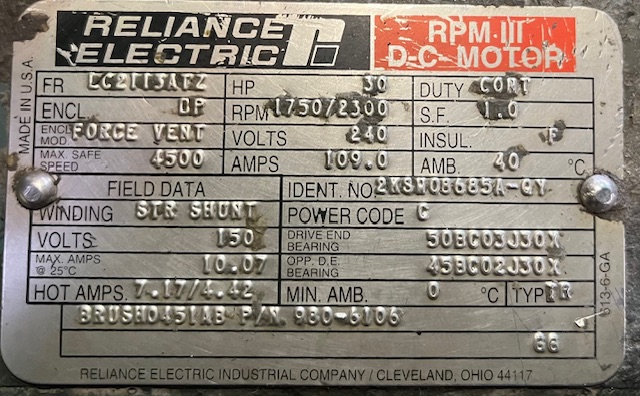 RELIANCE ELECTRIC
RPM III
D-C MOTOR
MADE IN U.S.A.
FR LC2113ATZ HP 30 DUTY CONT
ENCL DP RPM 1750/2300 S.F. 1.0
ENCL MOD. FORCE VENT VOLTS 240 INSUL. F
MAX. SAFE SPEED 4500 AMPS 109.0 AMB. 40 °C
FIELD DATA IDENT. NO. 2KSW08685A-QY
WINDING STR SHUNT POWER CODE C
VOLTS 150 DRIVE END BEARING 50BC03J30X
MAX. AMPS @ 25°C 10.07 OPP. D.E. BEARING 45BC02J30X
HOT AMPS. 7.17/4.42 MIN. AMB. 0 °C TYPE TR
BRUSH0451AB P/N. 980-6106
GG
613-6-GA
RELIANCE ELECTRIC INDUSTRIAL COMPANY / CLEVELAND, OHIO 44117